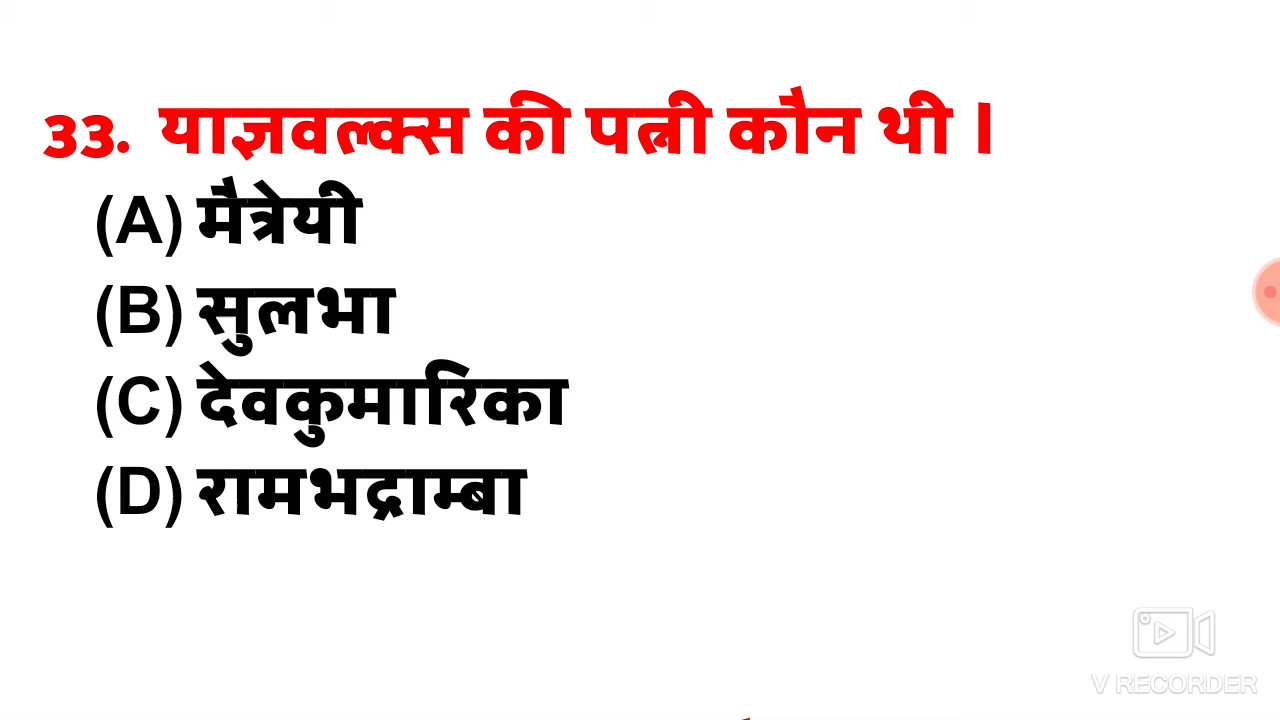 33. याज्ञवल्क्स की पत्नी कौन थी ।
(A) मैत्रेयी
(B) सुलभा
(C) देवकुमारिका
(D) रामभद्राम्बा
V RECORDER